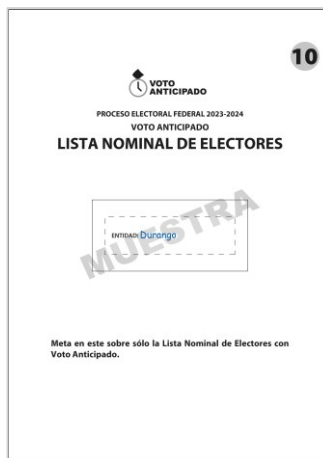 10
VOTO
ANTICIPADO
PROCESO ELECTORAL FEDERAL 2023-2024
VOTO ANTICIPADO
LISTA NOMINAL DE ELECTORES
ENTIDAD: Durango
MUESTRA
Meta en este sobre sólo la Lista Nominal de Electores con
Voto Anticipado.